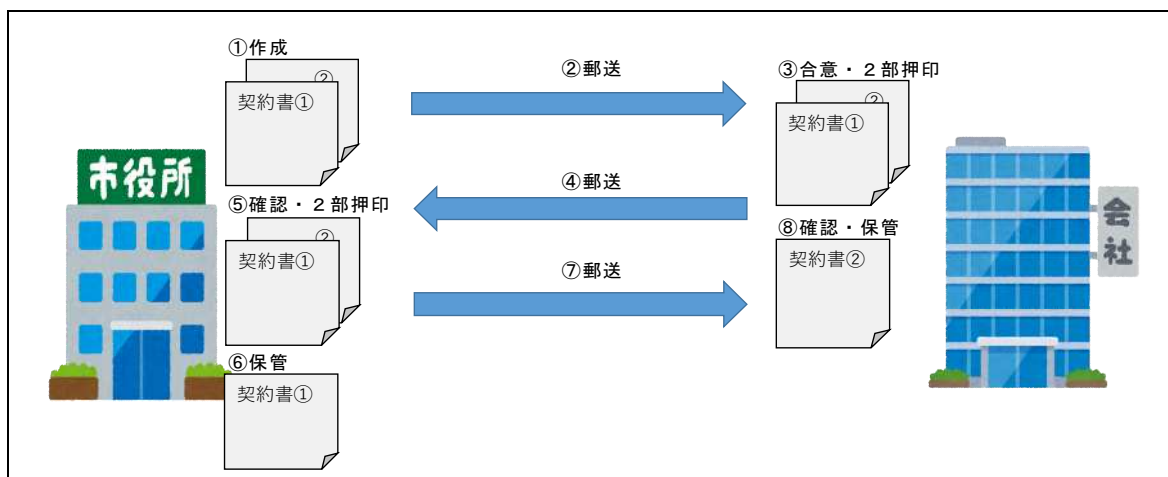 ①作成
②
契約書①
②郵送
③合意・２部押印
②
契約書①
市役所
④郵送
⑤確認・２部押印
②
契約書①
⑧確認・保管
契約書②
会社
⑦郵送
⑥保管
契約書①